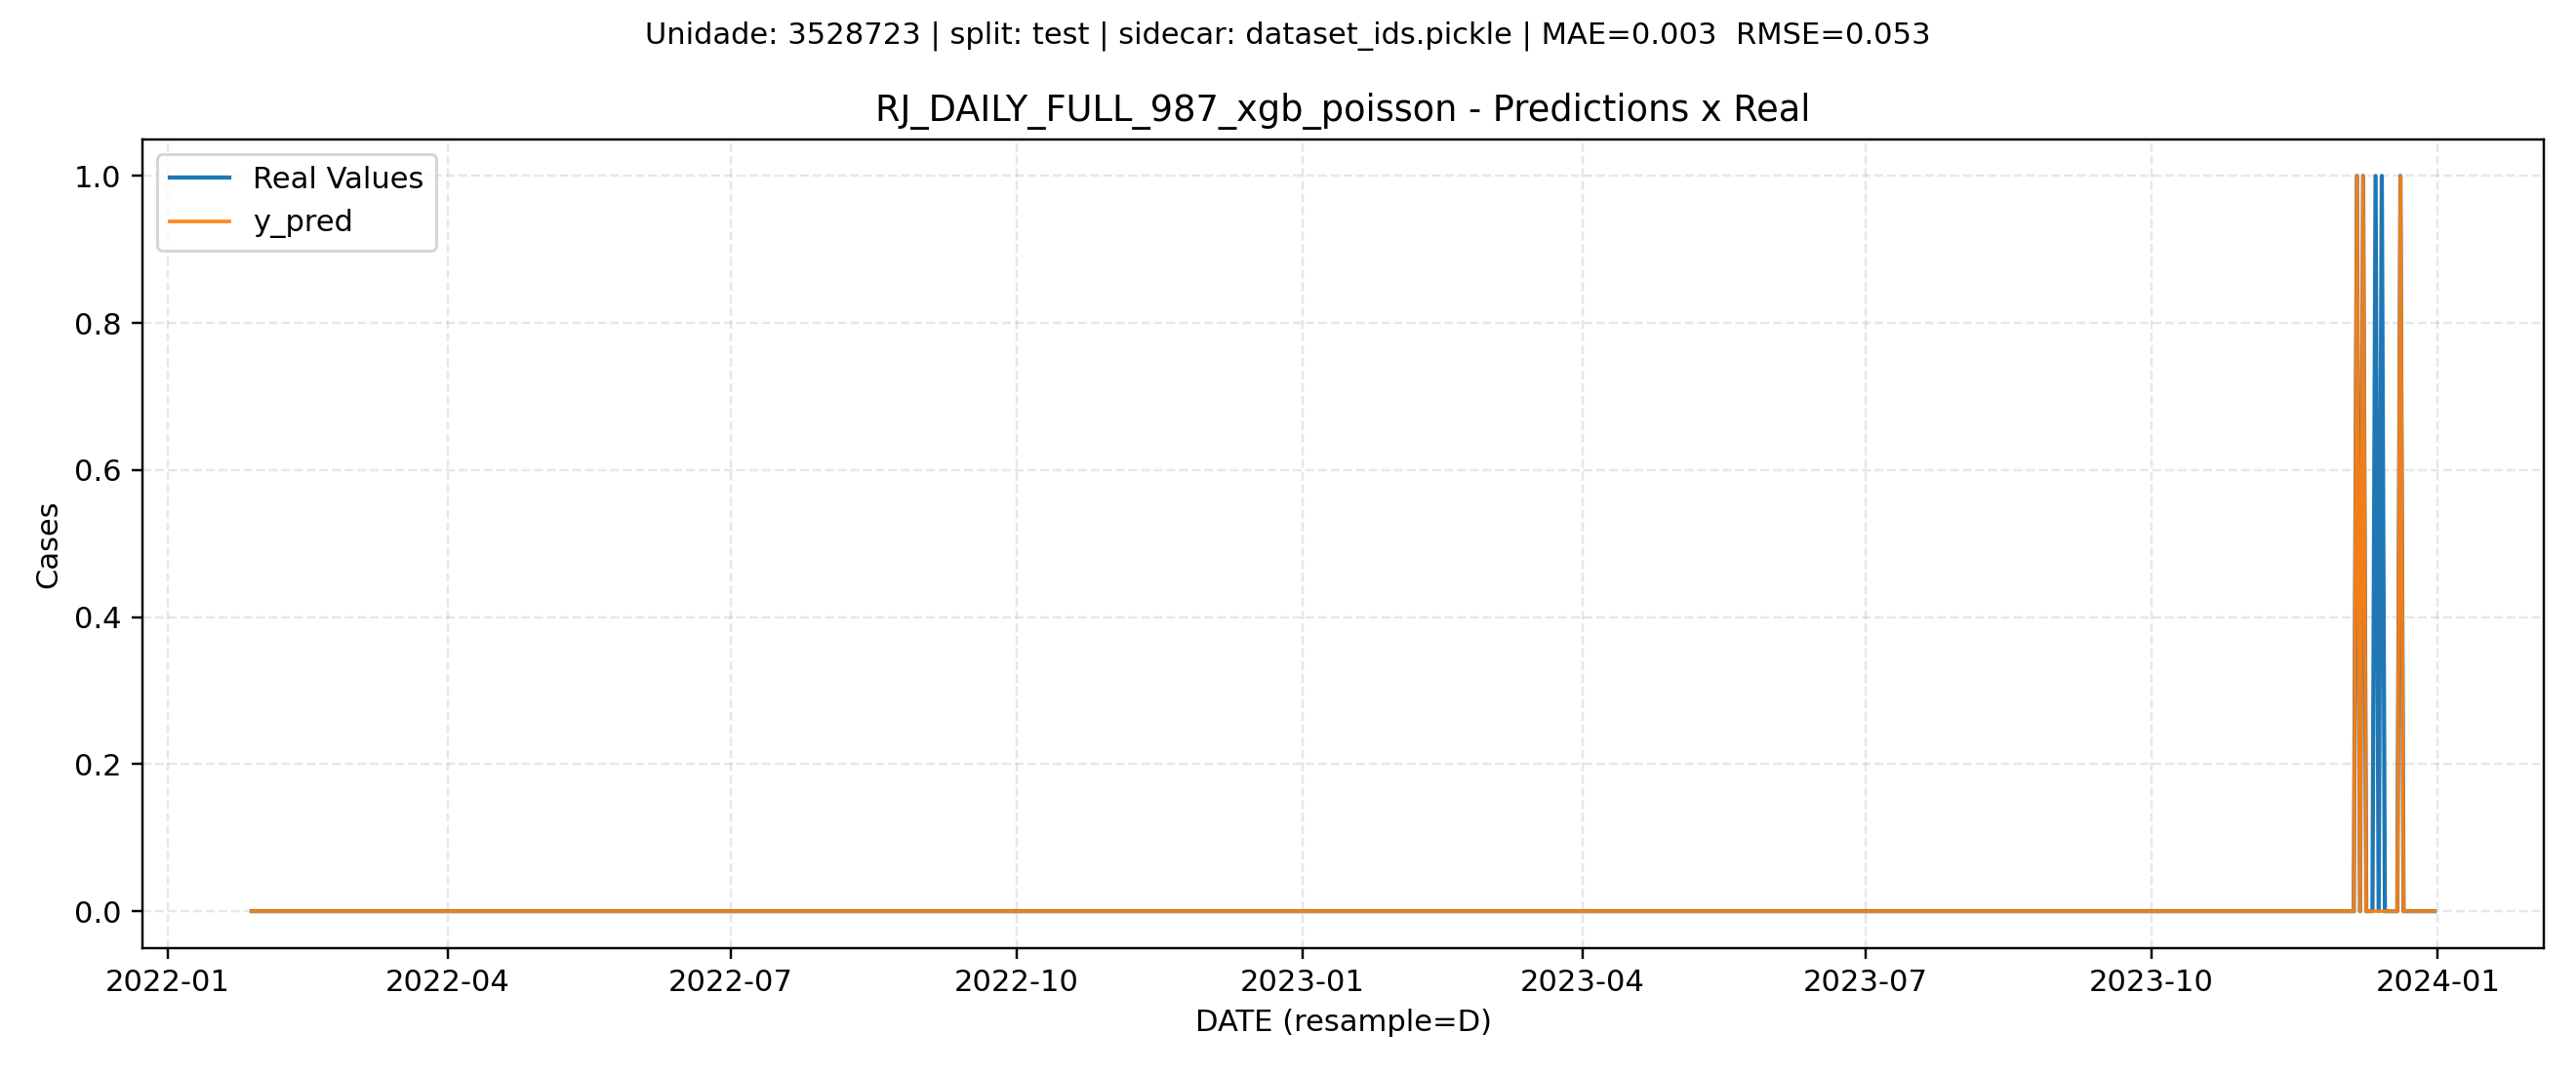 Unidade: 3528723 | split: test | sidecar: dataset_ids.pickle | MAE=0.003  RMSE=0.053
RJ_DAILY_FULL_987_xgb_poisson - Predictions x Real
Real Values
y_pred
1.0
0.8
0.6
0.4
0.2
0.0
Cases
2022-01
2022-04
2022-07
2022-10
2023-01
2023-04
2023-07
2023-10
2024-01
DATE (resample=D)